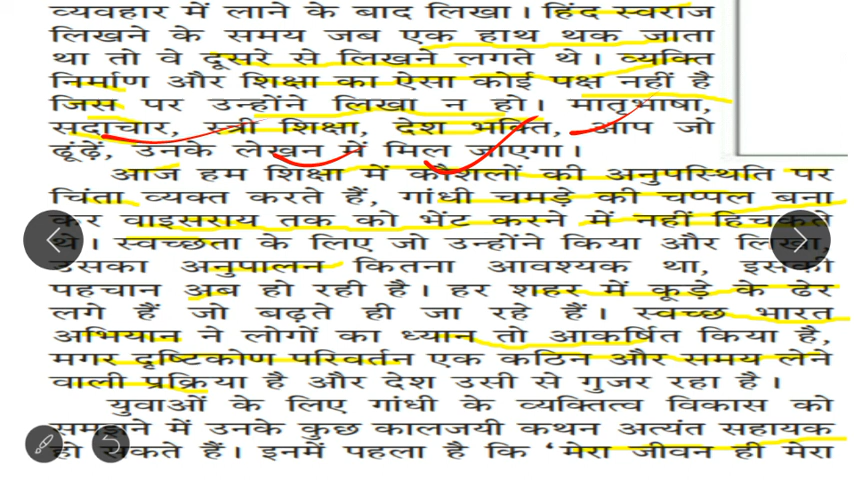 व्यवहार में लाने के बाद लिखा। हिंद स्वराज
लिखने के समय जब एक हाथ थक जाता
था तो वे दूसरे से लिखने लगते थे। व्यक्ति
निर्माण और शिक्षा का ऐसा कोई पक्ष नहीं है
जिस पर उन्होंने लिखा न हो। मातृभाषा,
सदाचार, स्त्री शिक्षा, देश भक्ति, आप जो
ढूंढ़ें, उनके लेखन में मिल जाएगा।
आज हम शिक्षा में कौशलों की अनुपस्थिति पर
चिंता व्यक्त करते हैं, गांधी चमड़े की चप्पल बना
कर वाइसराय तक को भेंट करने में नहीं हिचकते
थे। स्वच्छता के लिए जो उन्होंने किया और लिखा,
उसका अनुपालन कितना आवश्यक था, इसकी
पहचान अब हो रही है। हर शहर में कूड़े के ढेर
लगे हैं जो बढ़ते ही जा रहे हैं। स्वच्छ भारत
अभियान ने लोगों का ध्यान तो आकर्षित किया है,
मगर दृष्टिकोण परिवर्तन एक कठिन और समय लेने
वाली प्रक्रिया है और देश उसी से गुजर रहा है।
युवाओं के लिए गांधी के व्यक्तित्व विकास को
समझने में उनके कुछ कालजयी कथन अत्यंत सहायक
हो सकते हैं। इनमें पहला है कि ‘मेरा जीवन ही मेरा